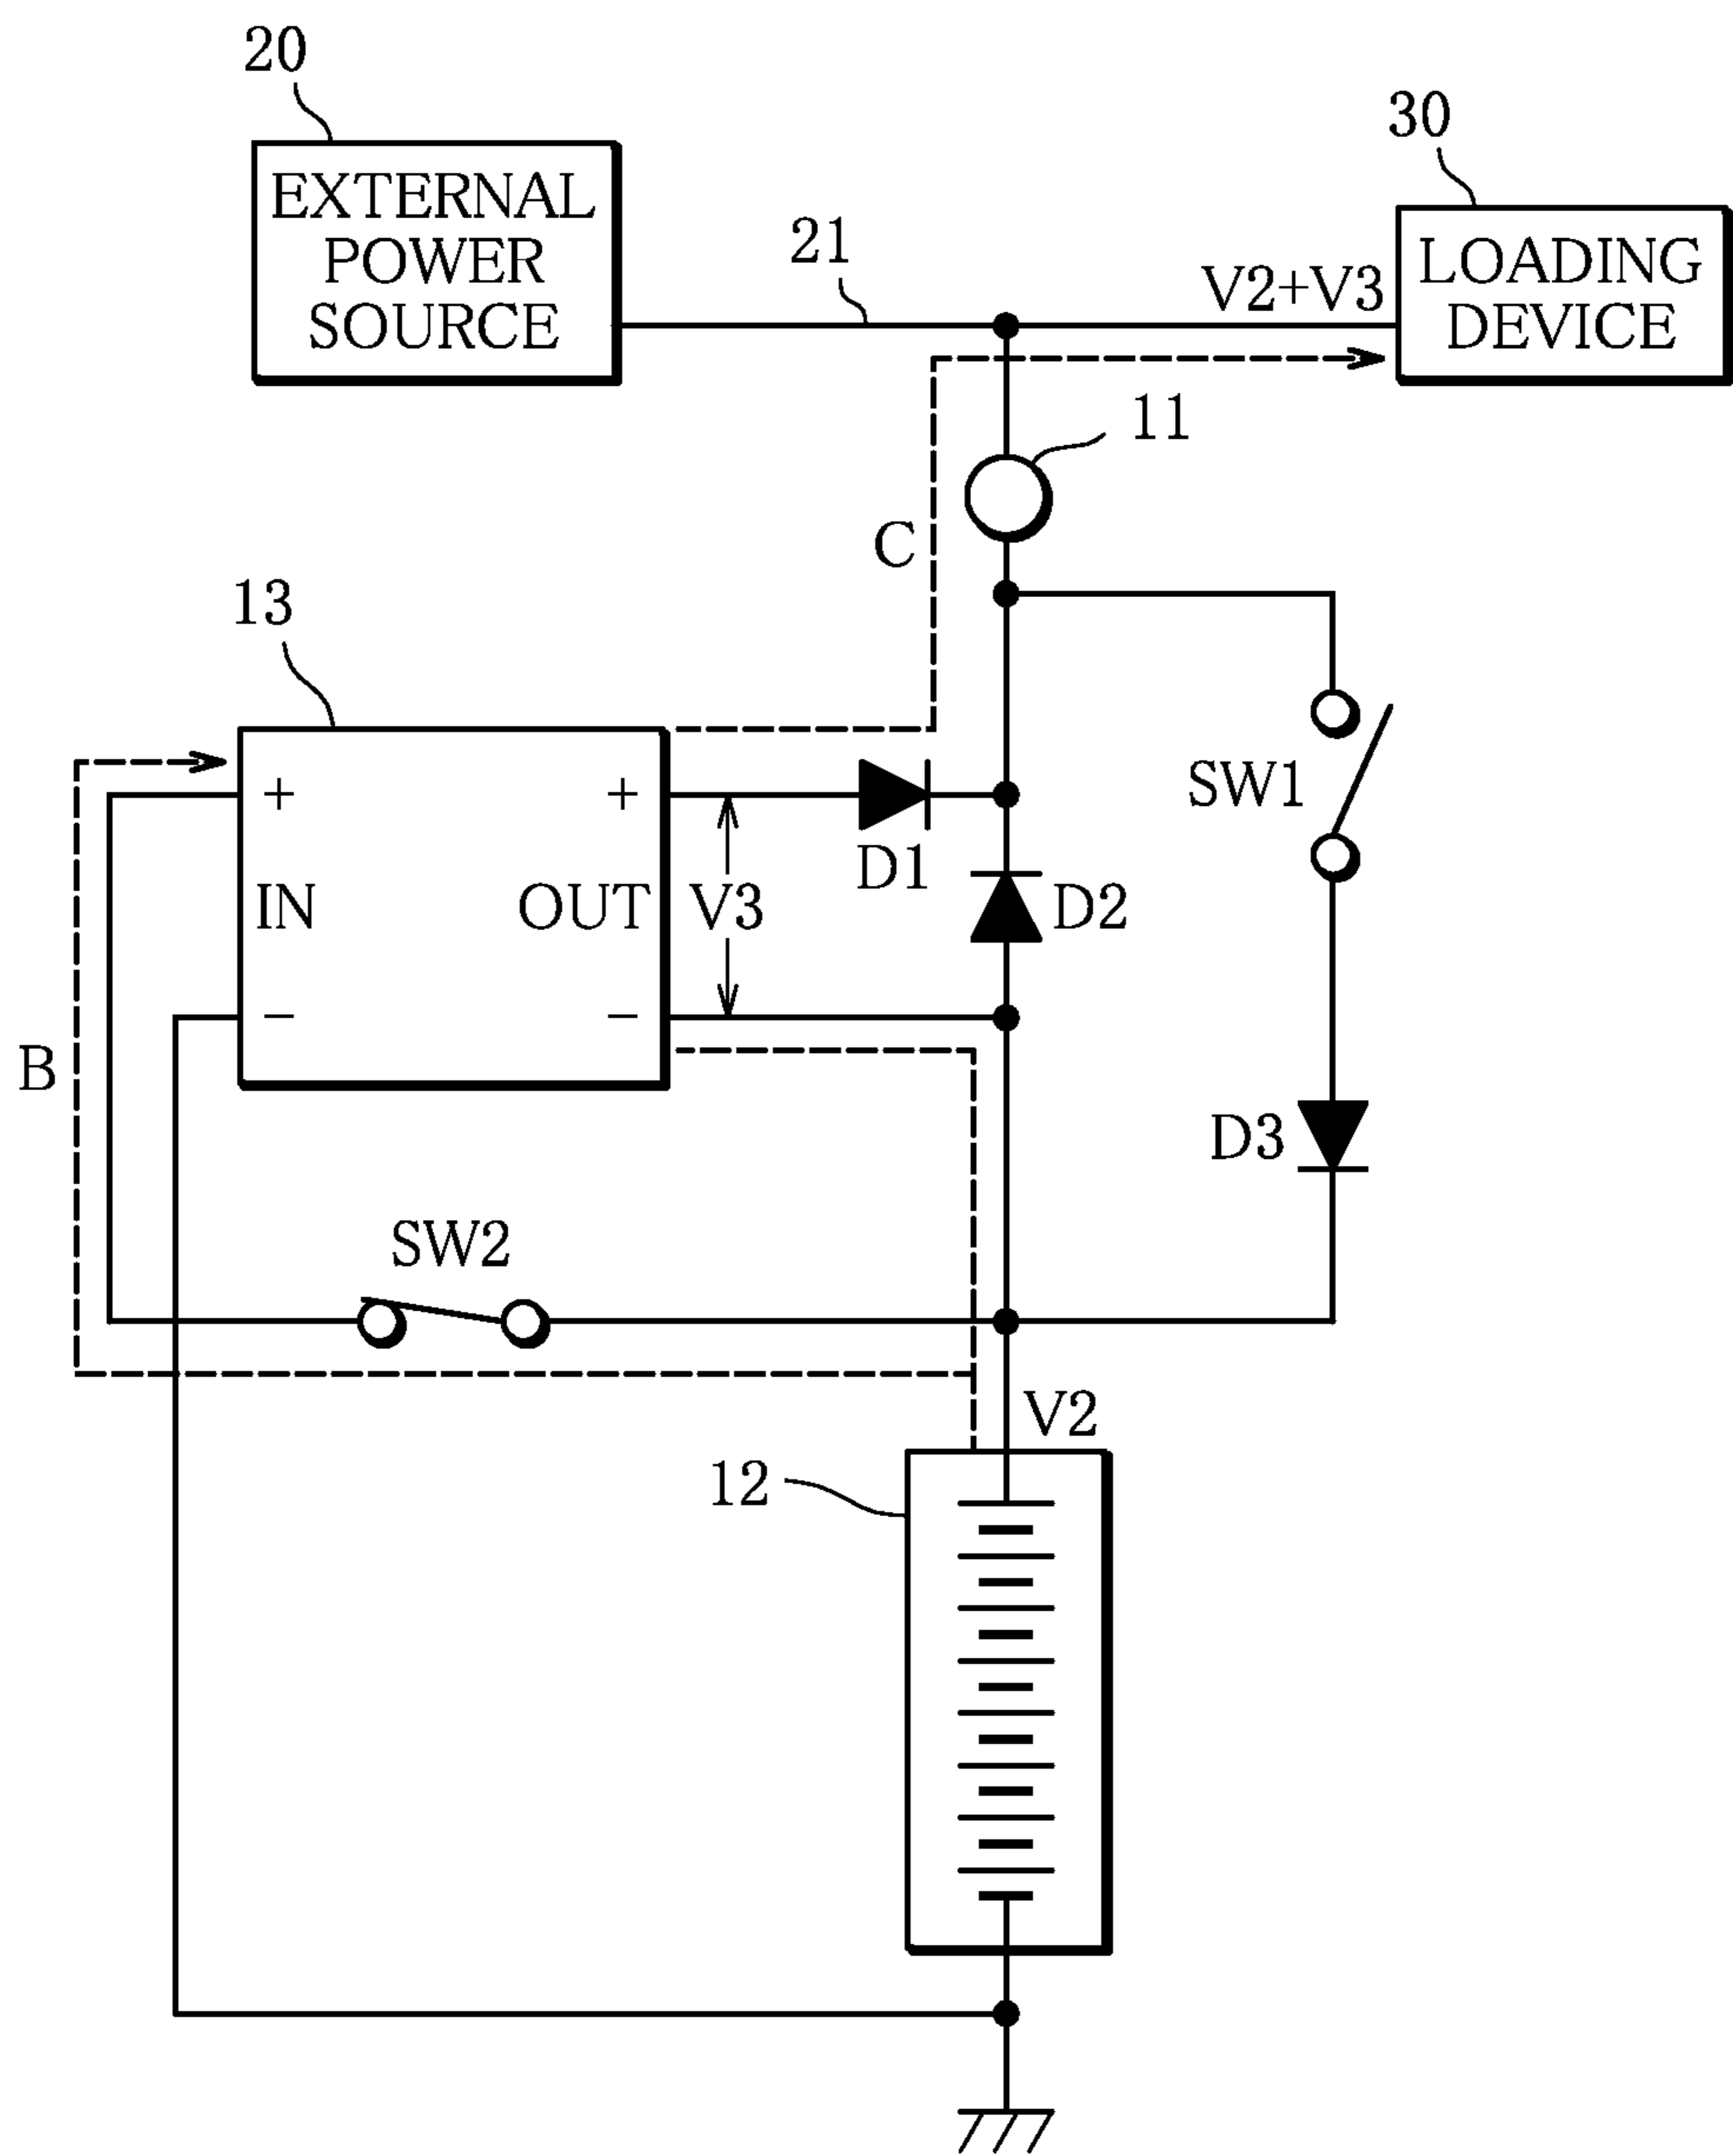 20
EXTERNAL
POWER
SOURCE
30
LOADING
DEVICE
21
V2+V3
11
C
13
+
+
IN
OUT
−
−
V3
D1
D2
SW1
B
D3
SW2
V2
12